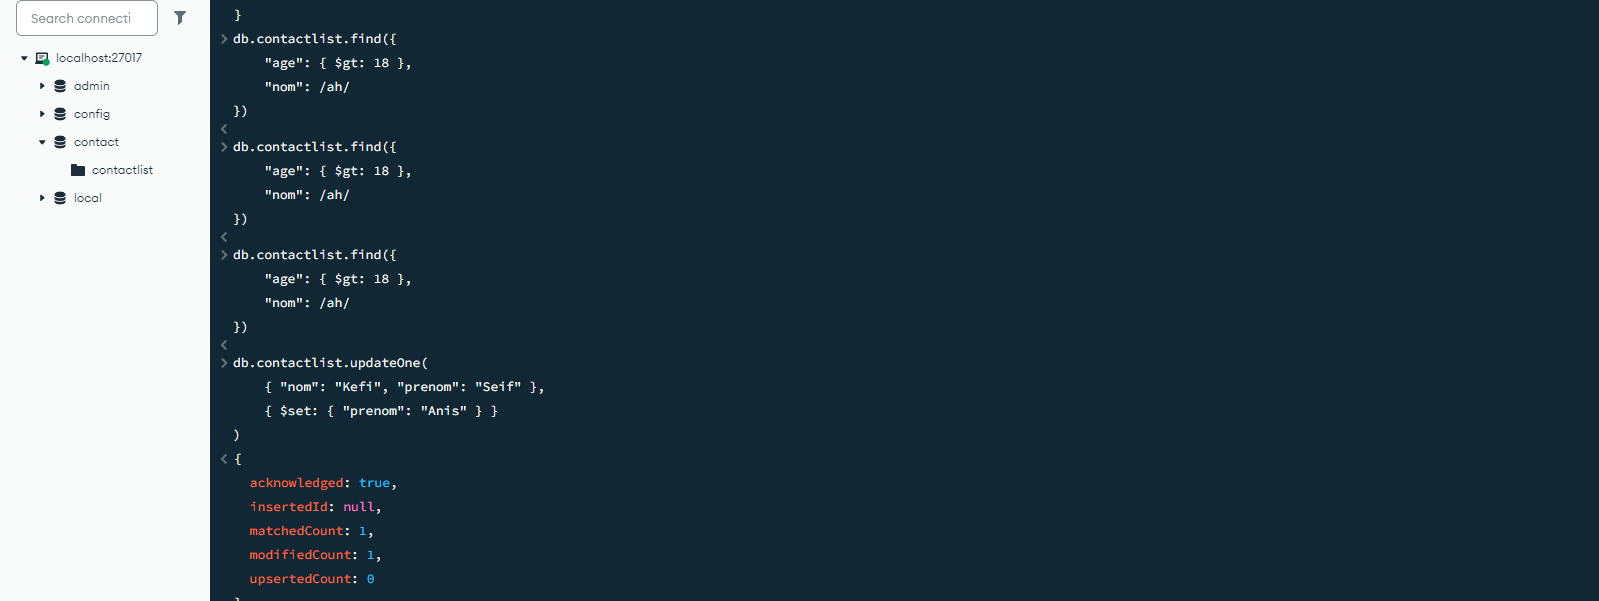 Search connecti
localhost:27017
admin
config
contact
contactlist
local
}
> db.contactlist.find({
"age": { $gt: 18 },
"nom": /ah/
})
<
> db.contactlist.find({
"age": { $gt: 18 },
"nom": /ah/
})
<
> db.contactlist.find({
"age": { $gt: 18 },
"nom": /ah/
})
<
> db.contactlist.updateOne(
{ "nom": "Kefi", "prenom": "Seif" },
{ $set: { "prenom": "Anis" } }
)
< {
acknowledged: true,
insertedId: null,
matchedCount: 1,
modifiedCount: 1,
upsertedCount: 0
}